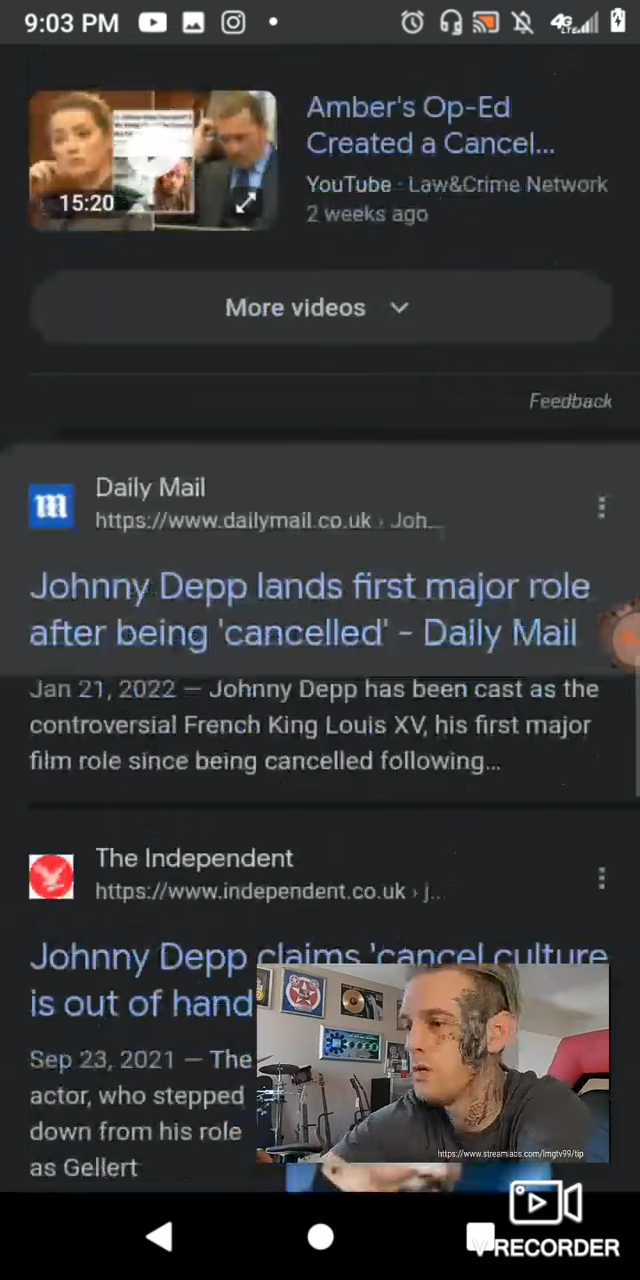 9:03 PM
4G
LTE
Amber's Op-Ed
Created a Cancel...
15:20
YouTube · Law&Crime Network
2 weeks ago
More videos
Feedback
m
Daily Mail
https://www.dailymail.co.uk › Joh...
Johnny Depp lands first major role
after being 'cancelled' - Daily Mail
Jan 21, 2022 — Johnny Depp has been cast as the
controversial French King Louis XV, his first major
film role since being cancelled following...
The Independent
https://www.independent.co.uk › j..
Johnny Depp claims 'cancel culture
is out of hand
Sep 23, 2021 — The
actor, who stepped
down from his role
as Gellert
https://www.streamlabs.com/lmgtv99/tip
VRECORDER